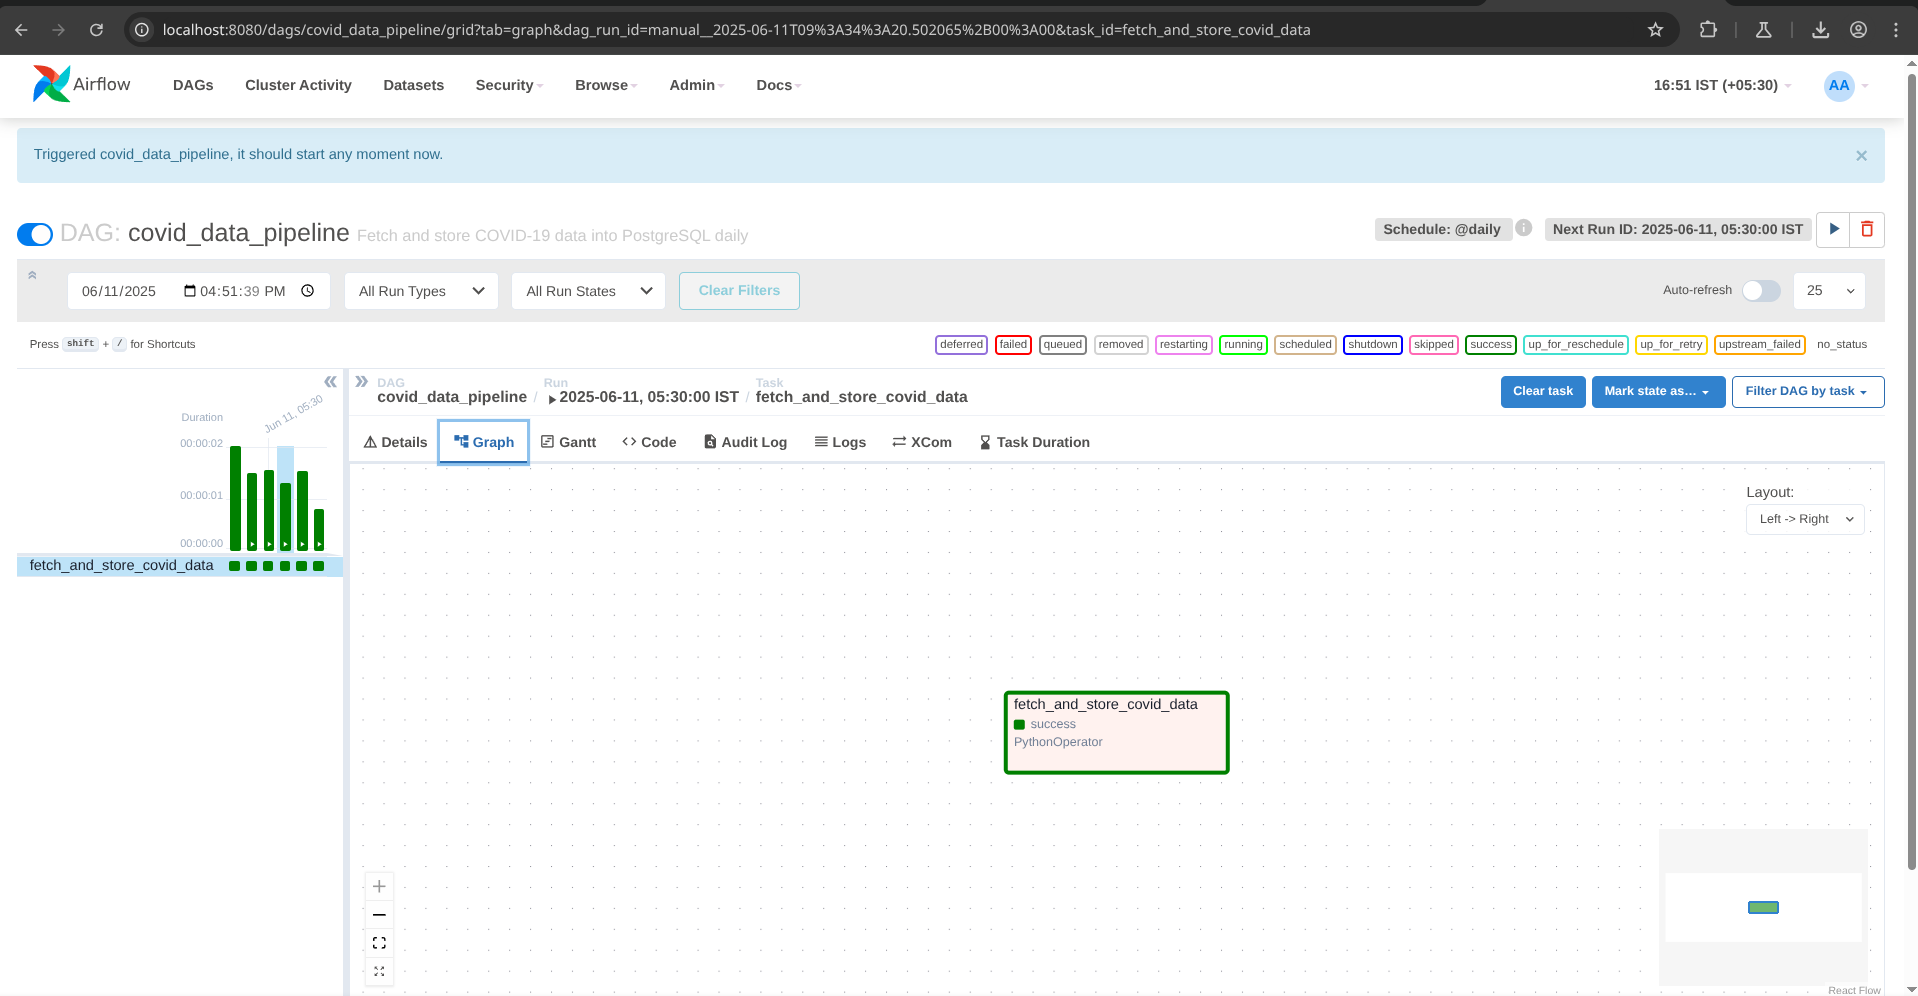 localhost:8080/dags/covid_data_pipeline/grid?tab=graph&dag_run_id=manual__2025-06-11T09%3A34%3A20.502065%2B00%3A00&task_id=fetch_and_store_covid_data
Airflow DAGs Cluster Activity Datasets Security Browse Admin Docs 16:51 IST (+05:30) AA
Triggered covid_data_pipeline, it should start any moment now. ×
DAG: covid_data_pipeline Fetch and store COVID-19 data into PostgreSQL daily Schedule: @daily i Next Run ID: 2025-06-11, 05:30:00 IST
06/11/2025 04:51:39 PM All Run Types All Run States Clear Filters Auto-refresh 25
Press shift + / for Shortcuts deferred failed queued removed restarting running scheduled shutdown skipped success up_for_reschedule up_for_retry upstream_failed no_status
DAG Run Task
covid_data_pipeline / 2025-06-11, 05:30:00 IST / fetch_and_store_covid_data Clear task Mark state as... Filter DAG by task
Details Graph Gantt Code Audit Log Logs XCom Task Duration
Jun 11, 05:30
Duration
00:00:02
00:00:01
00:00:00
fetch_and_store_covid_data
Layout:
Left -> Right
fetch_and_store_covid_data
success
PythonOperator
React Flow